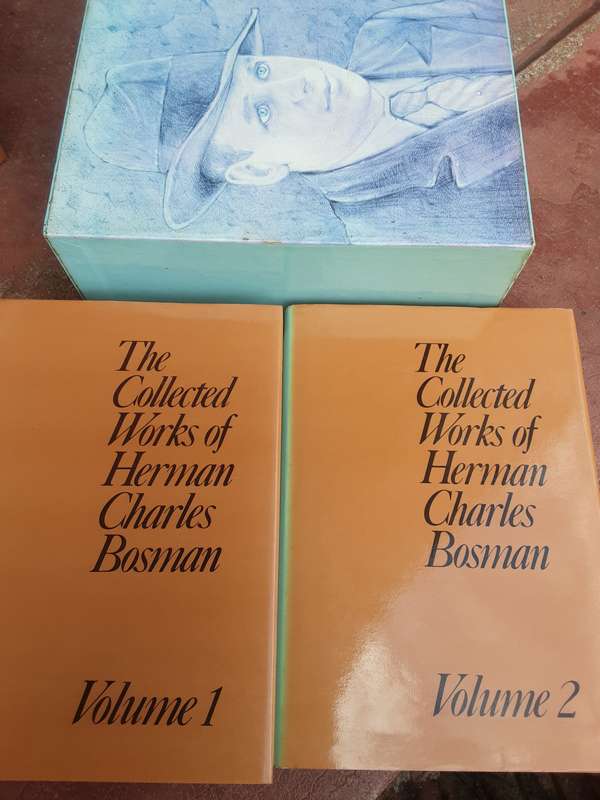 The
Collected
Works of
Herman
Charles
Bosman
Volume 1
The
Collected
Works of
Herman
Charles
Bosman
Volume 2